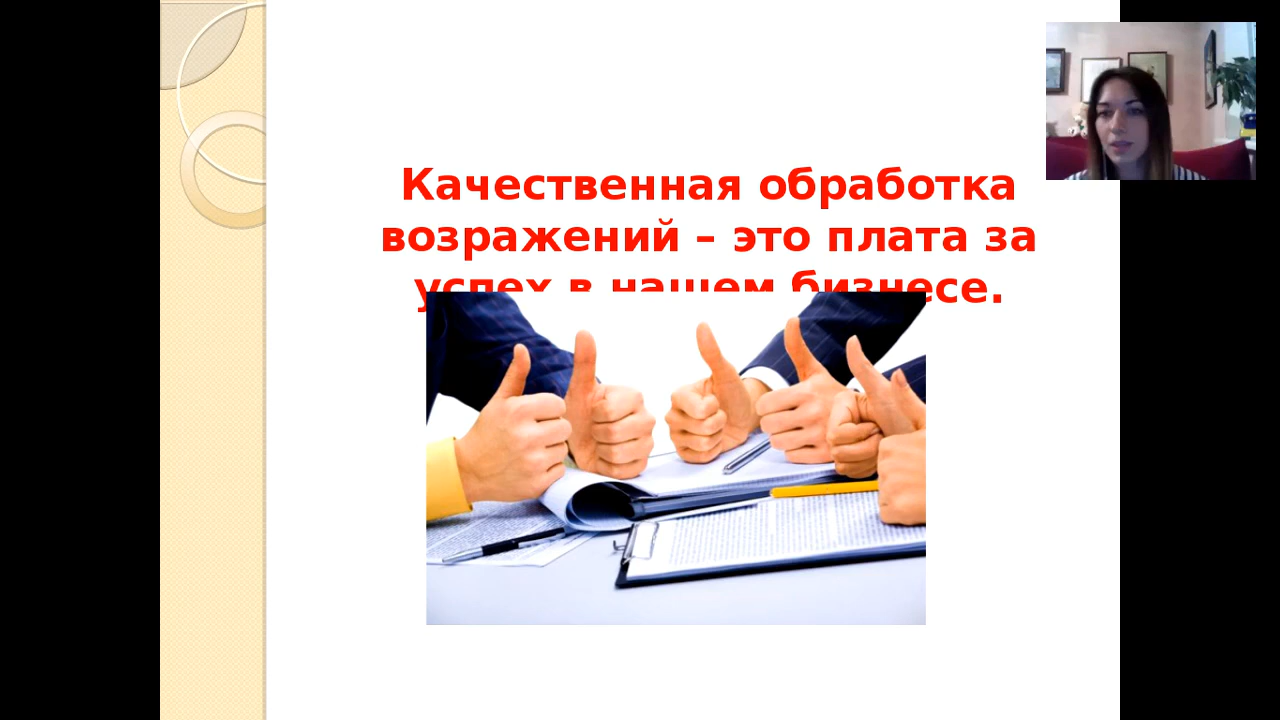 Качественная обработка
возражений – это плата за
успех в нашем бизнесе.